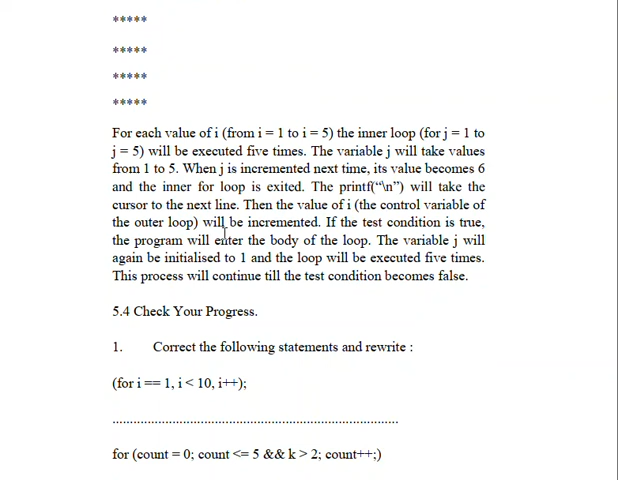 *****
*****
*****
*****
For each value of i (from i = 1 to i = 5) the inner loop (for j = 1 to
j = 5) will be executed five times. The variable j will take values
from 1 to 5. When j is incremented next time, its value becomes 6
and the inner for loop is exited. The printf(“\n”) will take the
cursor to the next line. Then the value of i (the control variable of
the outer loop) will be incremented. If the test condition is true,
the program will enter the body of the loop. The variable j will
again be initialised to 1 and the loop will be executed five times.
This process will continue till the test condition becomes false.
5.4 Check Your Progress.
1. Correct the following statements and rewrite :
(for i == 1, i < 10, i++);
................................................................................................
for (count = 0; count <= 5 && k > 2; count++;)